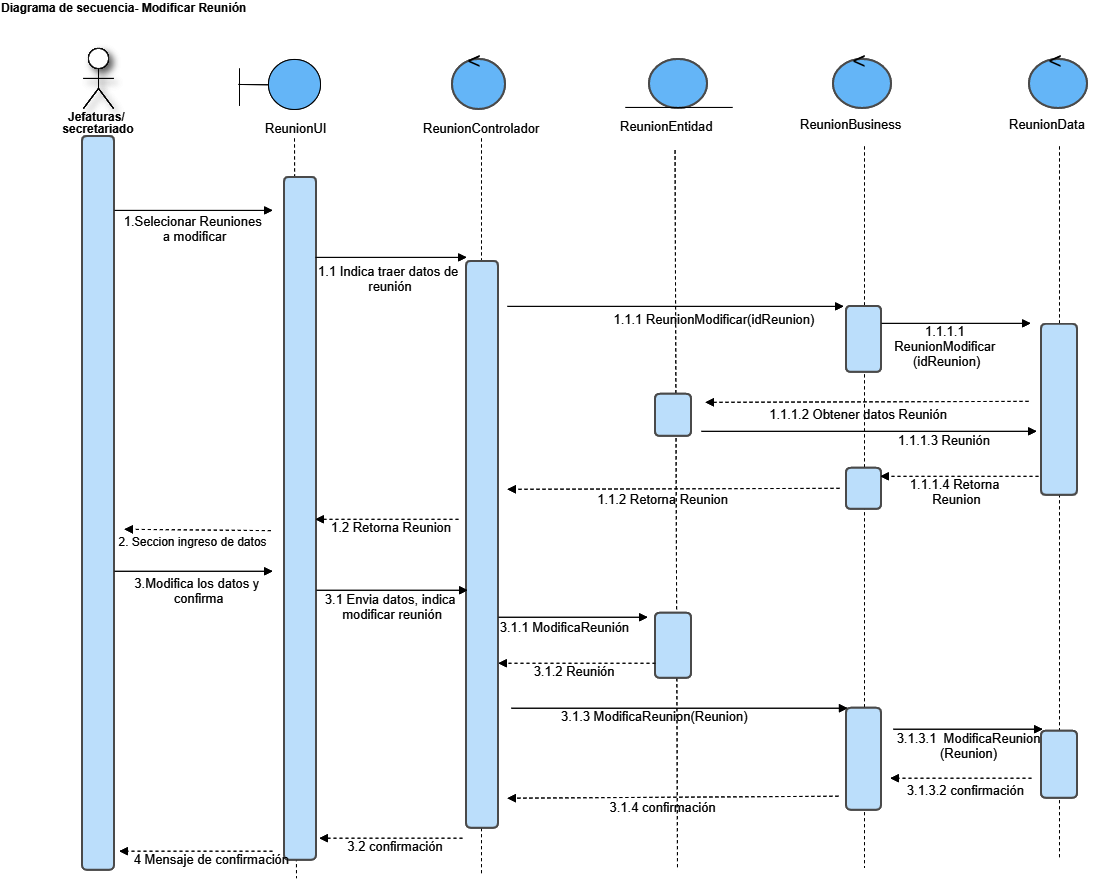 Diagrama de secuencia- Modificar Reunión
Jefaturas/
secretariado
ReunionUI
ReunionControlador
ReunionEntidad
ReunionBusiness
ReunionData
1.Selecionar Reuniones
a modificar
1.1 Indica traer datos de
reunión
1.1.1 ReunionModificar(idReunion)
1.1.1.1
ReunionModificar
(idReunion)
1.1.1.2 Obtener datos Reunión
1.1.1.3 Reunión
1.1.1.4 Retorna
Reunion
1.1.2 Retorna Reunion
1.2 Retorna Reunion
2. Seccion ingreso de datos
3.Modifica los datos y
confirma
3.1 Envia datos, indica
modificar reunión
3.1.1 ModificaReunión
3.1.2 Reunión
3.1.3 ModificaReunion(Reunion)
3.1.3.1 ModificaReunion
(Reunion)
3.1.3.2 confirmación
3.1.4 confirmación
3.2 confirmación
4 Mensaje de confirmación